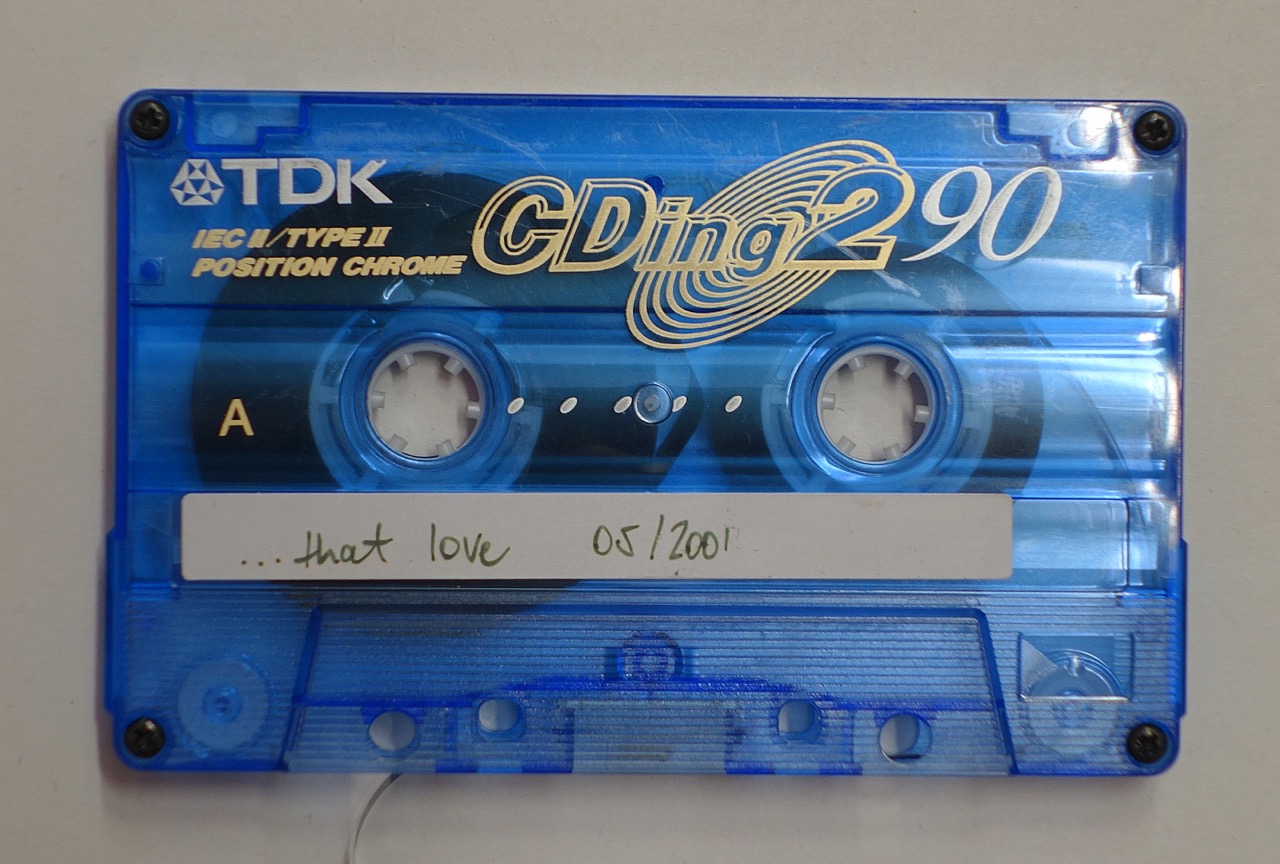 TDK
IEC II/TYPE II
POSITION CHROME
CDing2 90
A
...that love 05/2001